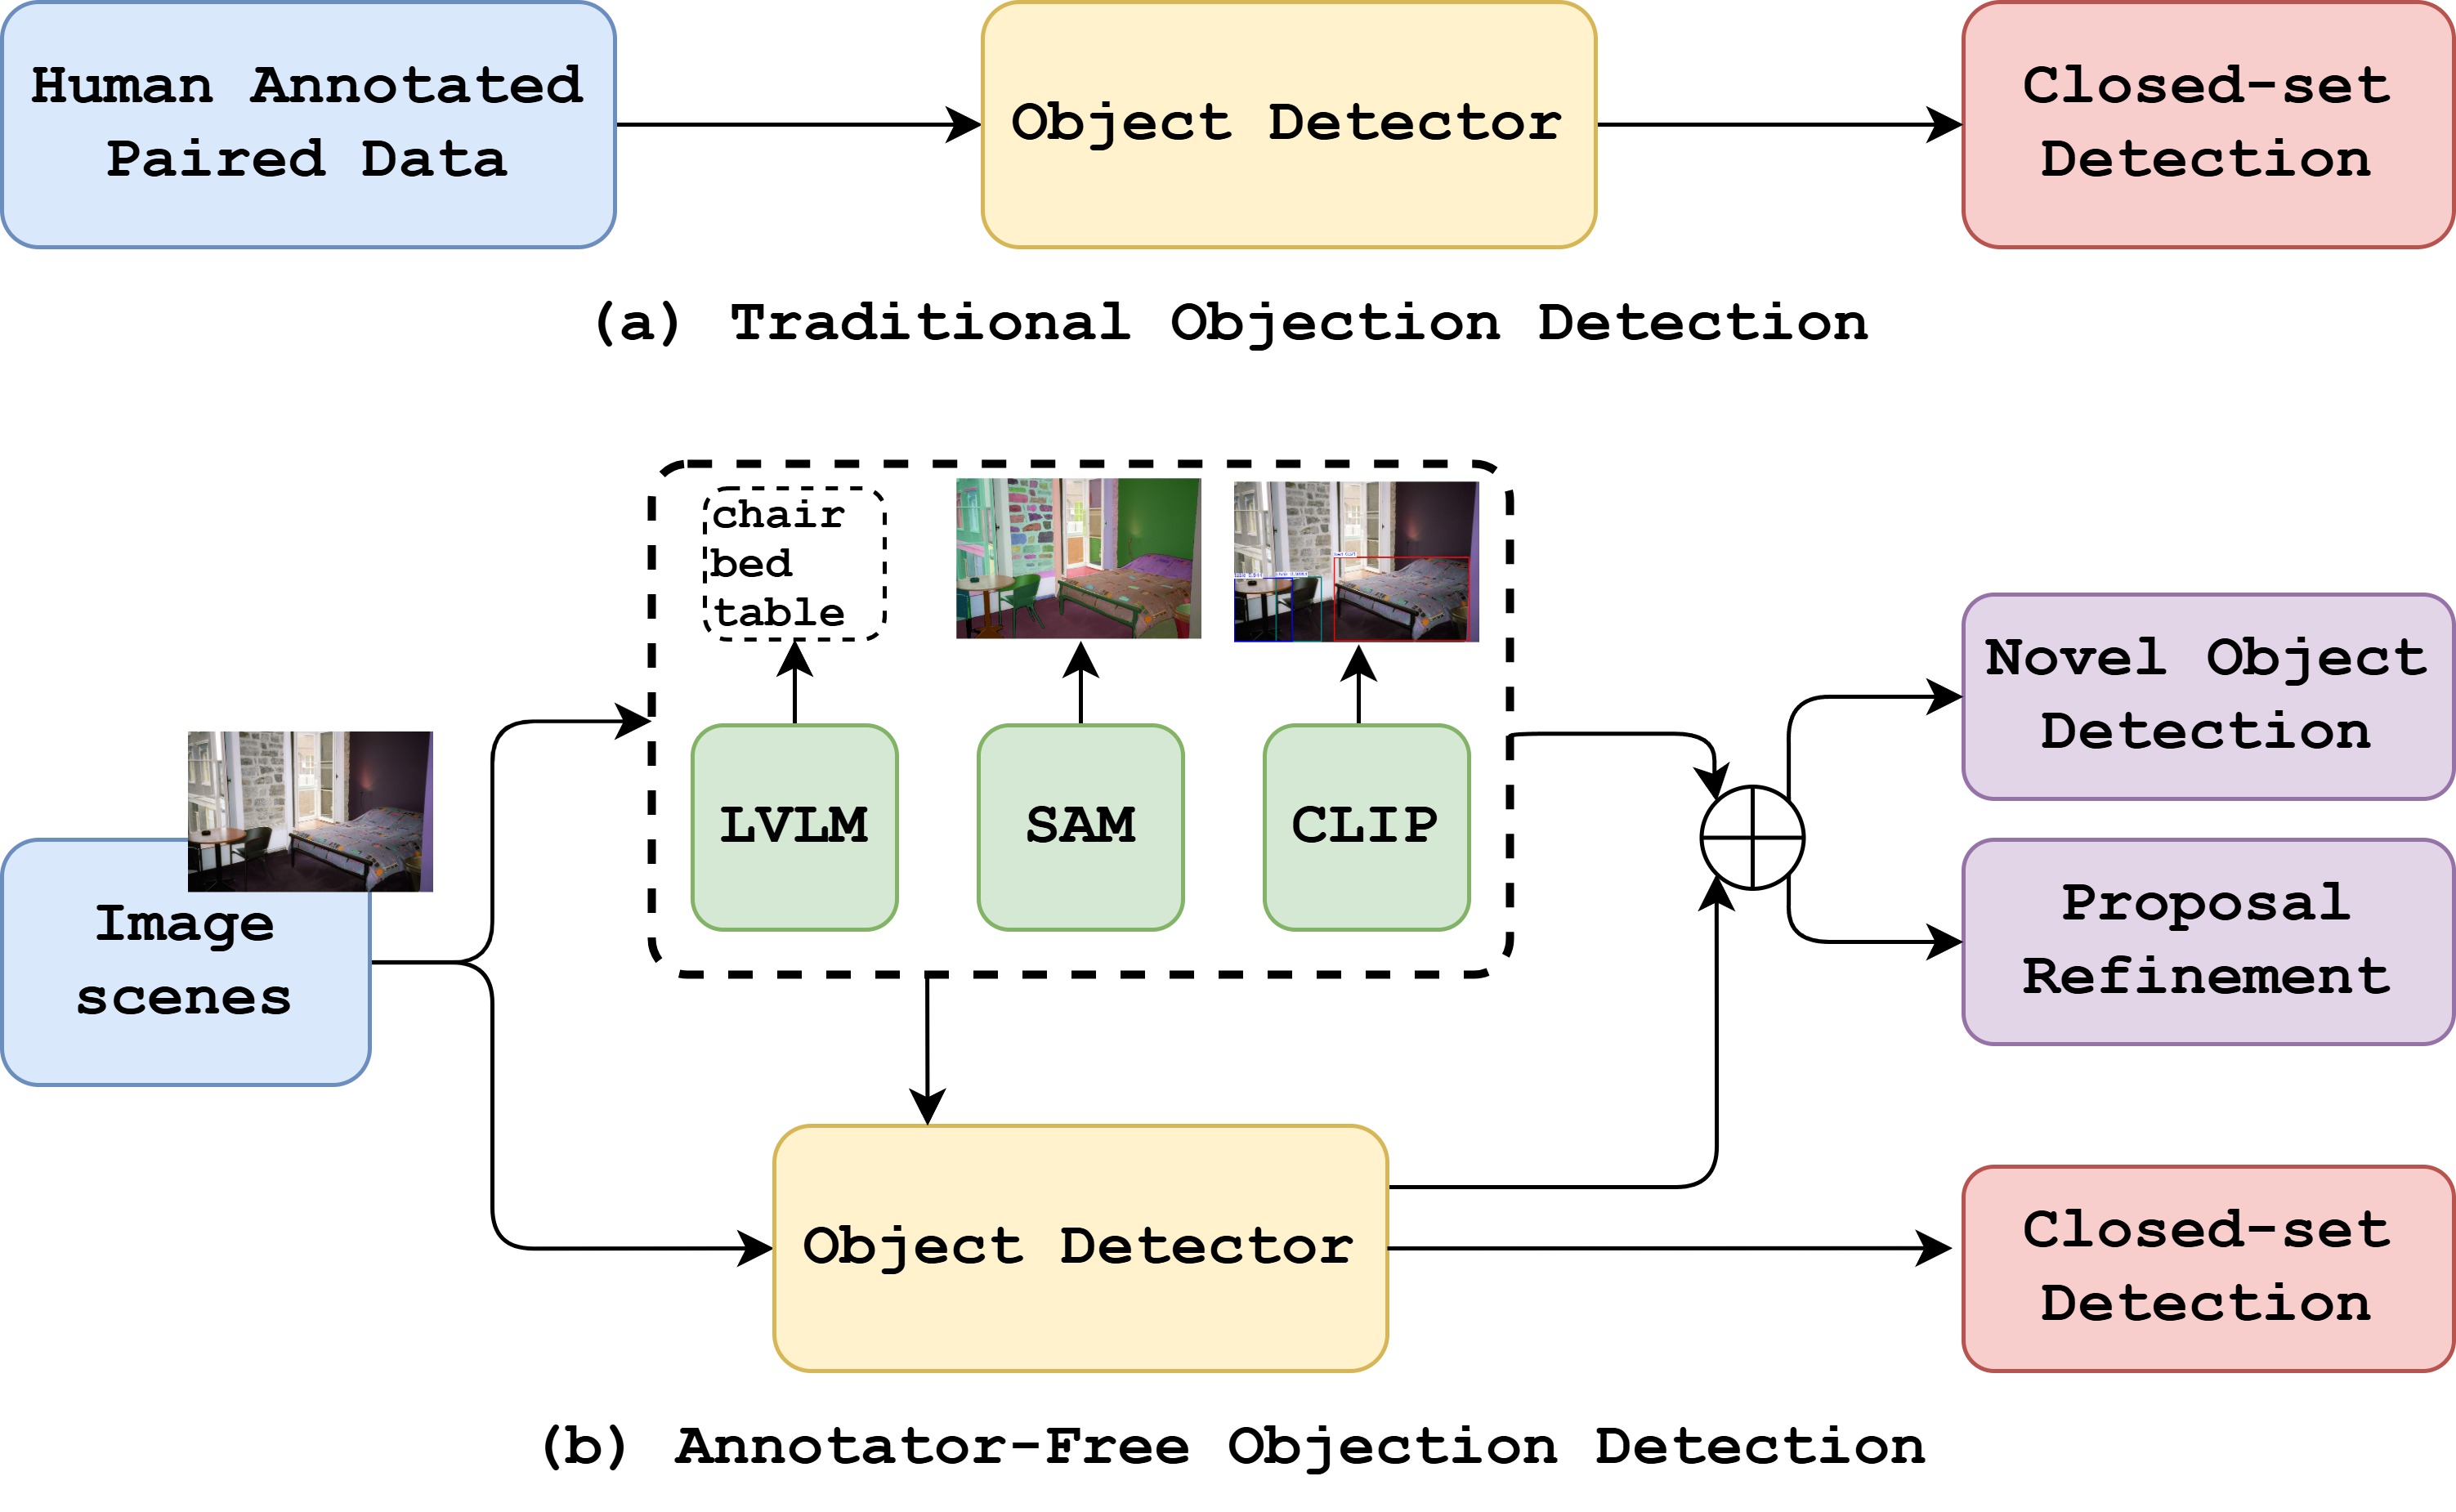 Human Annotated
Paired Data
Object Detector
Closed-set
Detection
(a) Traditional Objection Detection
chair
bed
table
LVLM
SAM
CLIP
Image
scenes
Novel Object
Detection
Proposal
Refinement
Object Detector
Closed-set
Detection
(b) Annotator-Free Objection Detection